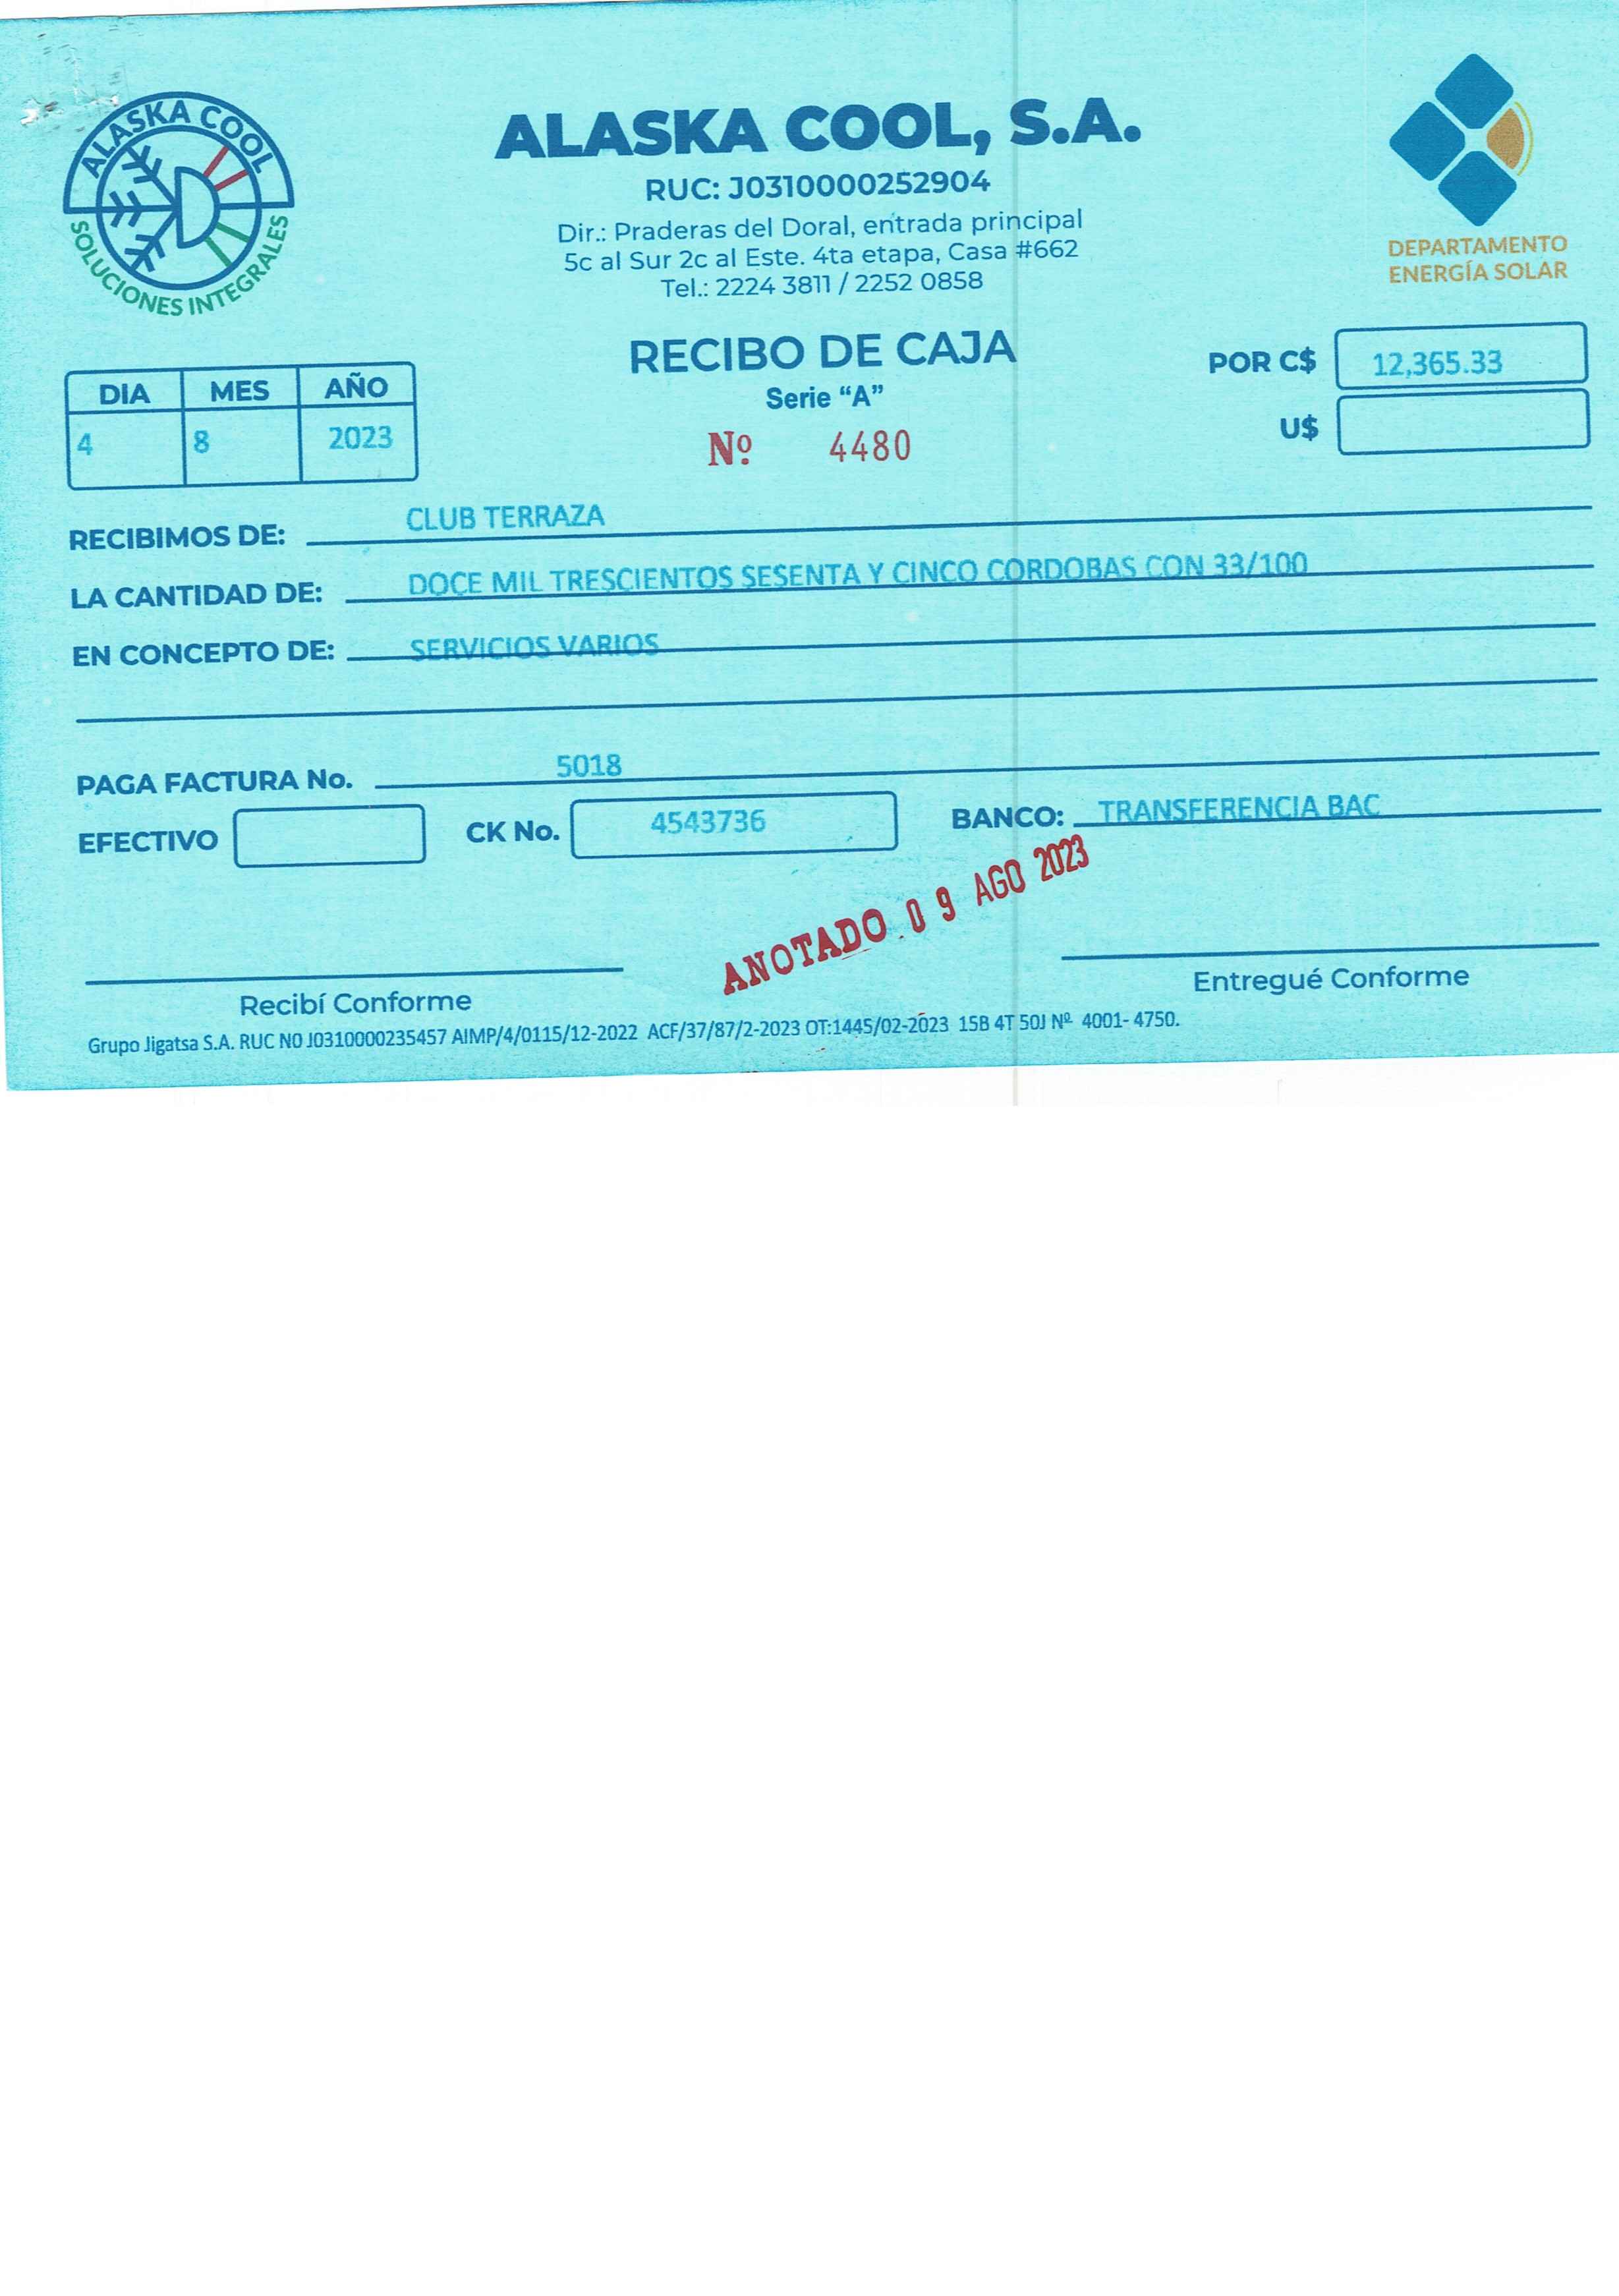 ALASKA COOL
SOLUCIONES INTEGRALES
ALASKA COOL, S.A.
RUC: J0310000252904
Dir.: Praderas del Doral, entrada principal
5c al Sur 2c al Este. 4ta etapa, Casa #662
Tel.: 2224 3811 / 2252 0858
DEPARTAMENTO
ENERGÍA SOLAR
RECIBO DE CAJA
Serie “A”
Nº 4480
DIA MES AÑO
4 8 2023
POR C$ 12,365.33
U$
RECIBIMOS DE: CLUB TERRAZA
LA CANTIDAD DE: DOCE MIL TRESCIENTOS SESENTA Y CINCO CORDOBAS CON 33/100
EN CONCEPTO DE: SERVICIOS VARIOS
PAGA FACTURA No. 5018
EFECTIVO CK No. 4543736 BANCO: TRANSFERENCIA BAC
ANOTADO 09 AGO 2023
Recibí Conforme Entregué Conforme
Grupo Jigatsa S.A. RUC N0 J0310000235457 AIMP/4/0115/12-2022 ACF/37/87/2-2023 OT:1445/02-2023 15B 4T 50J Nº 4001- 4750.